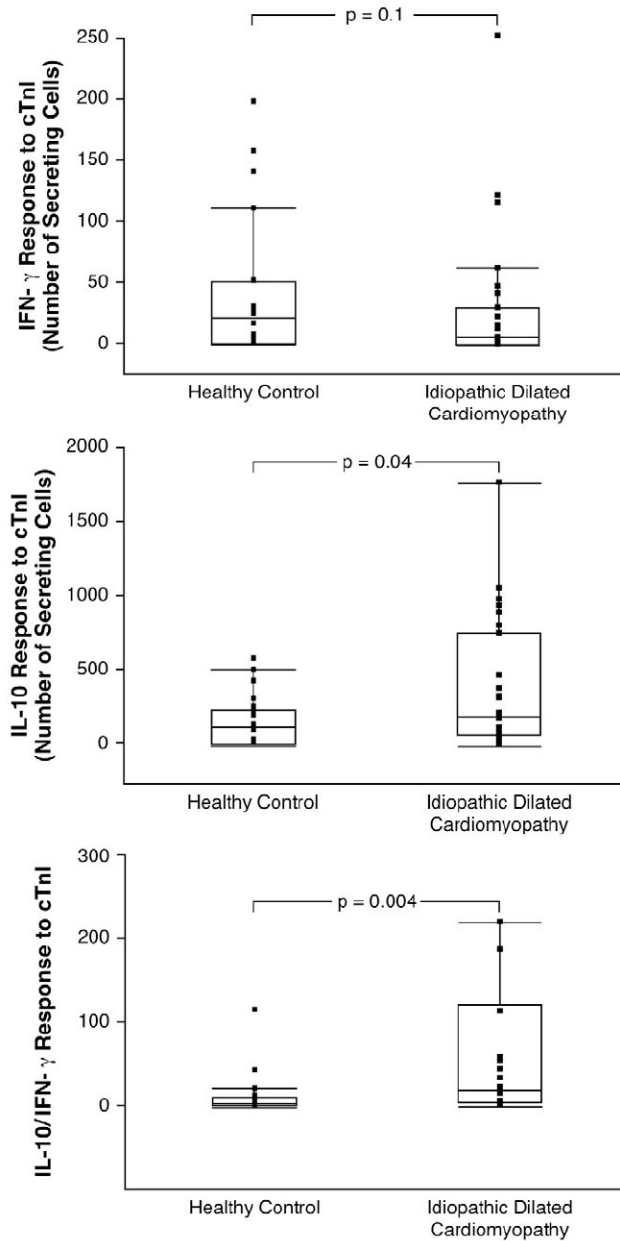 p = 0.1
IFN- γ Response to cTnI
(Number of Secreting Cells)
250
200
150
100
50
0
Healthy Control
Idiopathic Dilated
Cardiomyopathy
p = 0.04
IL-10 Response to cTnI
(Number of Secreting Cells)
2000
1500
1000
500
0
Healthy Control
Idiopathic Dilated
Cardiomyopathy
p = 0.004
IL-10/IFN- γ Response to cTnI
300
200
100
0
Healthy Control
Idiopathic Dilated
Cardiomyopathy